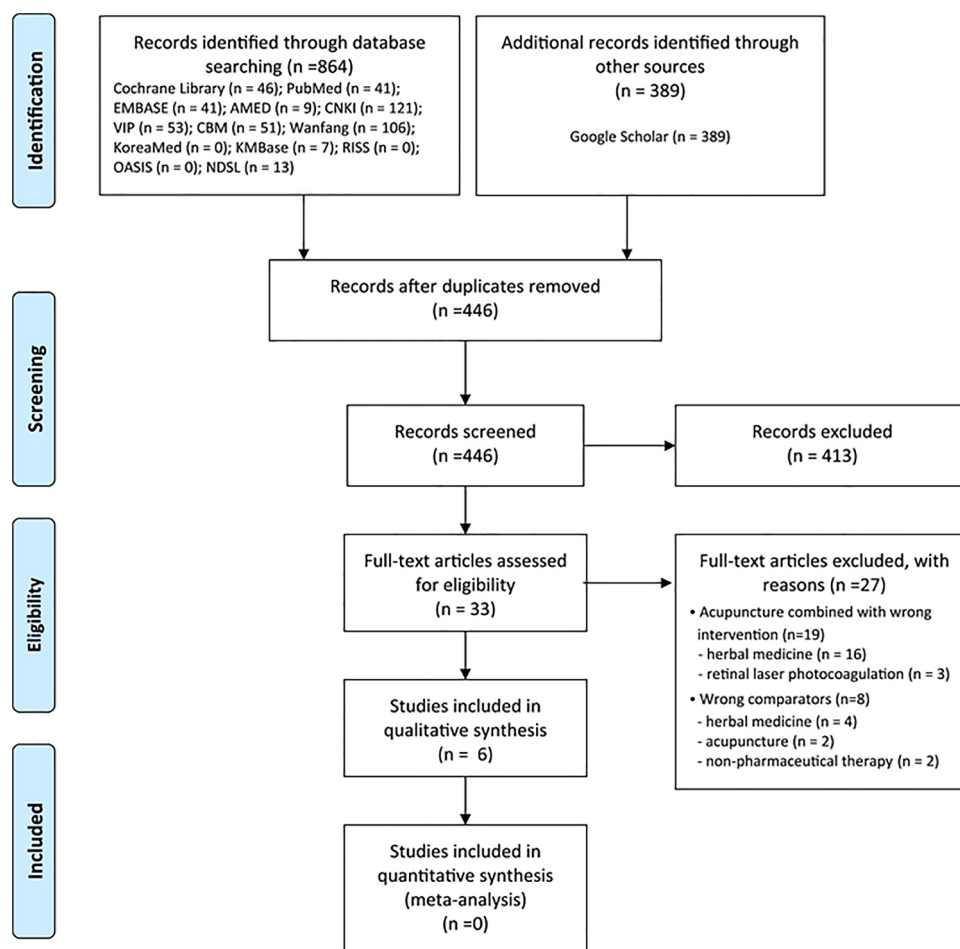 Identification
Records identified through database
searching (n =864)
Cochrane Library (n = 46); PubMed (n = 41);
EMBASE (n = 41); AMED (n = 9); CNKI (n = 121);
VIP (n = 53); CBM (n = 51); Wanfang (n = 106);
KoreaMed (n = 0); KMBase (n = 7); RISS (n = 0);
OASIS (n = 0); NDSL (n = 13)
Additional records identified through
other sources
(n = 389)
Google Scholar (n = 389)
Screening
Records after duplicates removed
(n =446)
Records screened
(n =446)
Records excluded
(n = 413)
Eligibility
Full-text articles assessed
for eligibility
(n = 33)
Full-text articles excluded, with
reasons (n =27)
• Acupuncture combined with wrong
intervention (n=19)
- herbal medicine (n = 16)
- retinal laser photocoagulation (n = 3)
• Wrong comparators (n=8)
- herbal medicine (n = 4)
- acupuncture (n = 2)
- non-pharmaceutical therapy (n = 2)
Studies included in
qualitative synthesis
(n = 6)
Included
Studies included in
quantitative synthesis
(meta-analysis)
(n =0)